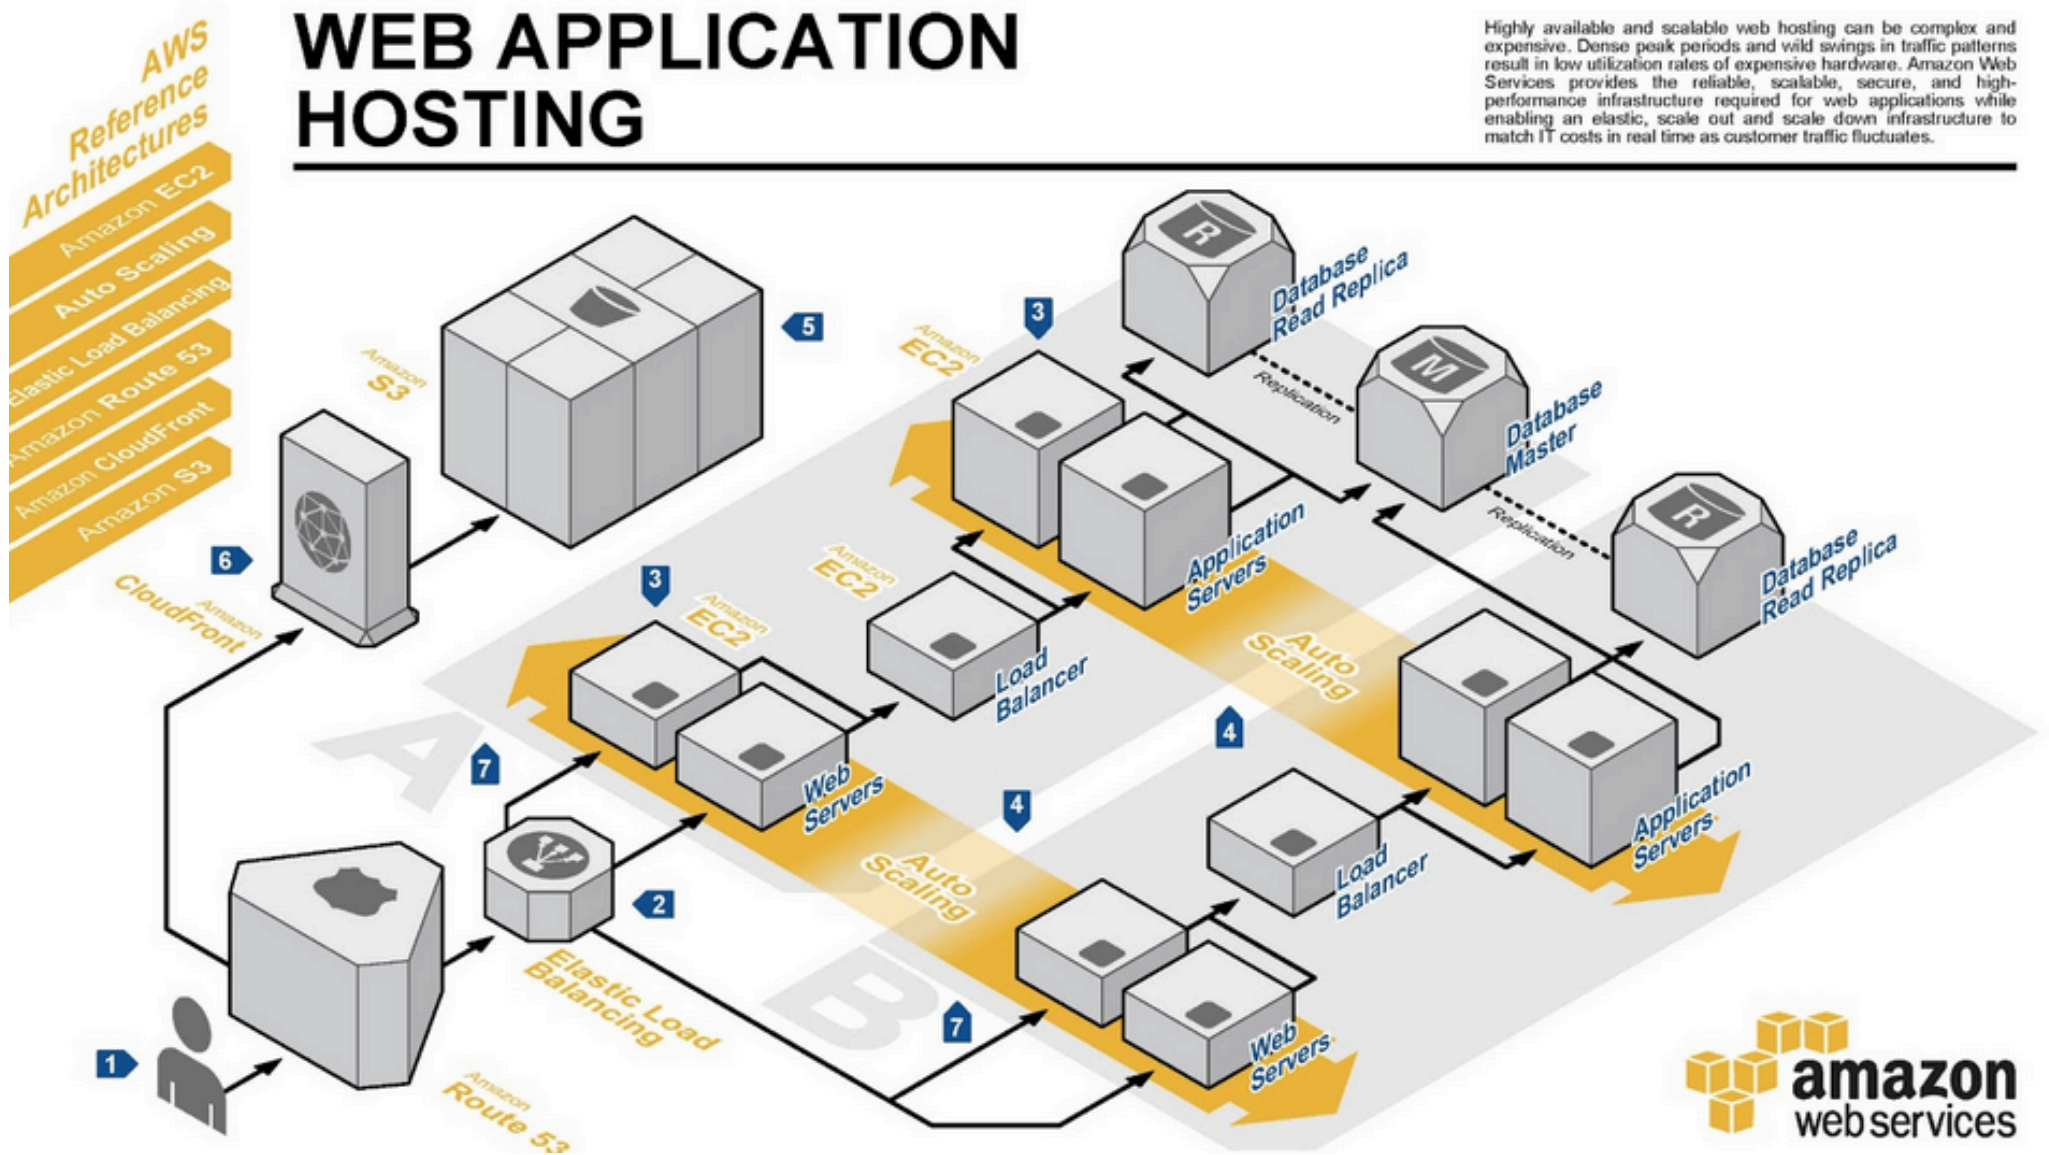 AWS
Reference
Architectures
Amazon EC2
Auto Scaling
Elastic Load Balancing
Amazon Route 53
Amazon CloudFront
Amazon S3
WEB APPLICATION
HOSTING
Highly available and scalable web hosting can be complex and
expensive. Dense peak periods and wild swings in traffic patterns
result in low utilization rates of expensive hardware. Amazon Web
Services provides the reliable, scalable, secure, and high-
performance infrastructure required for web applications while
enabling an elastic, scale out and scale down infrastructure to
match IT costs in real time as customer traffic fluctuates.
R
Database
Read Replica
Replication
M
Database
Master
Replication
R
Database
Read Replica
Amazon
S3
5
Amazon
EC2
3
Application
Servers
6
Amazon
CloudFront
3
Amazon
EC2
Amazon
EC2
Load
Balancer
Web
Servers
Auto
Scaling
4
A
7
4
Auto
Scaling
Application
Servers
Load
Balancer
2
Elastic Load
Balancing
B
7
Web
Servers
1
Amazon
Route 53
amazon
webservices